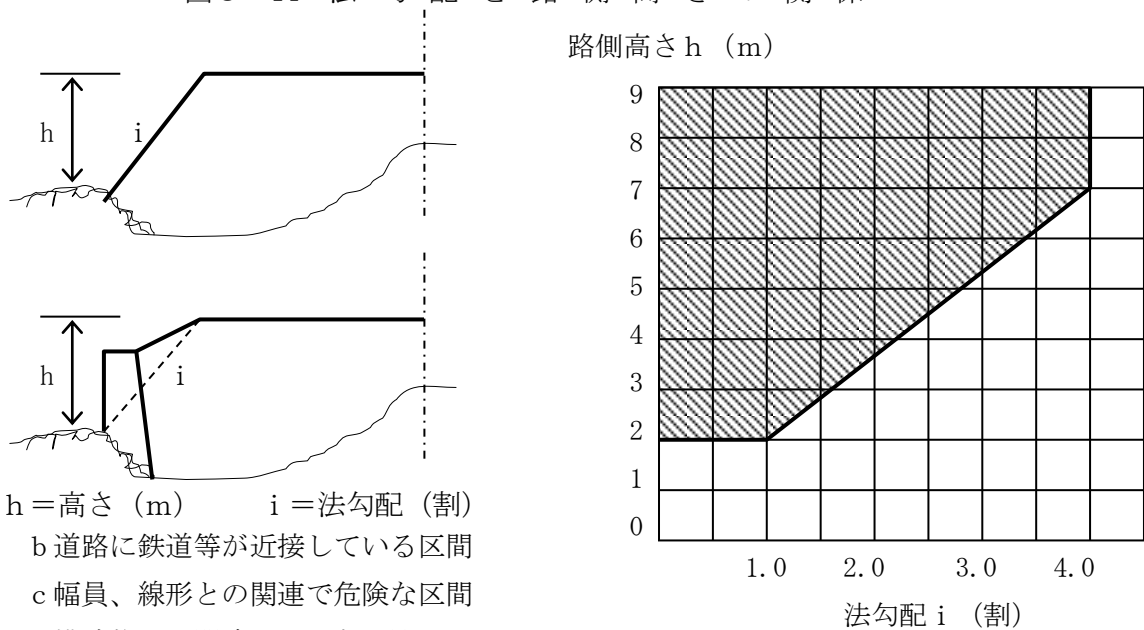 路側高さh (m)
h
i
h
i
h＝高さ (m) i＝法勾配 (割)
b 道路に鉄道等が近接している区間
c 幅員、線形との関連で危険な区間
9
8
7
6
5
4
3
2
1
0
1.0 2.0 3.0 4.0
法勾配 i (割)